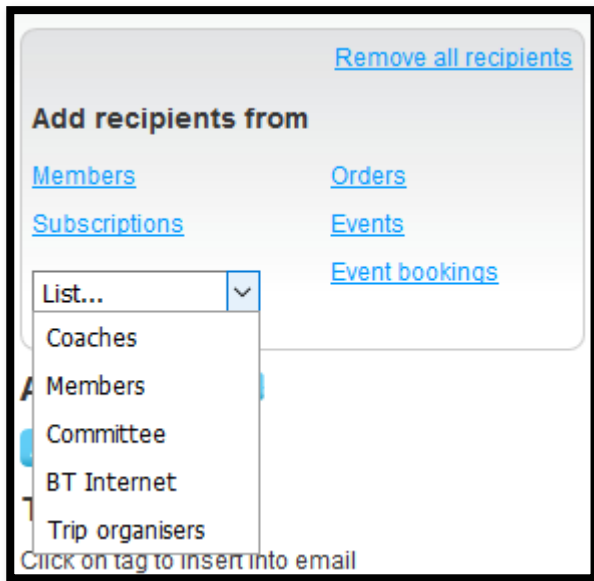 Remove all recipients
Add recipients from
Members Orders
Subscriptions Events
Event bookings
List...
Coaches
Members
Committee
BT Internet
Trip organisers
Click on tag to insert into email